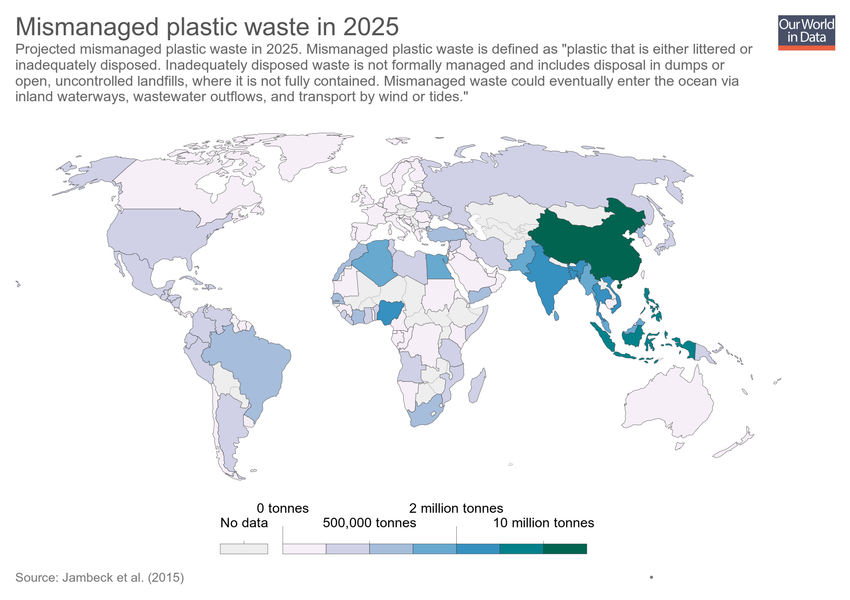 Mismanaged plastic waste in 2025
Our World
in Data
Projected mismanaged plastic waste in 2025. Mismanaged plastic waste is defined as "plastic that is either littered or
inadequately disposed. Inadequately disposed waste is not formally managed and includes disposal in dumps or
open, uncontrolled landfills, where it is not fully contained. Mismanaged waste could eventually enter the ocean via
inland waterways, wastewater outflows, and transport by wind or tides."
0 tonnes
2 million tonnes
No data
500,000 tonnes
10 million tonnes
Source: Jambeck et al. (2015)